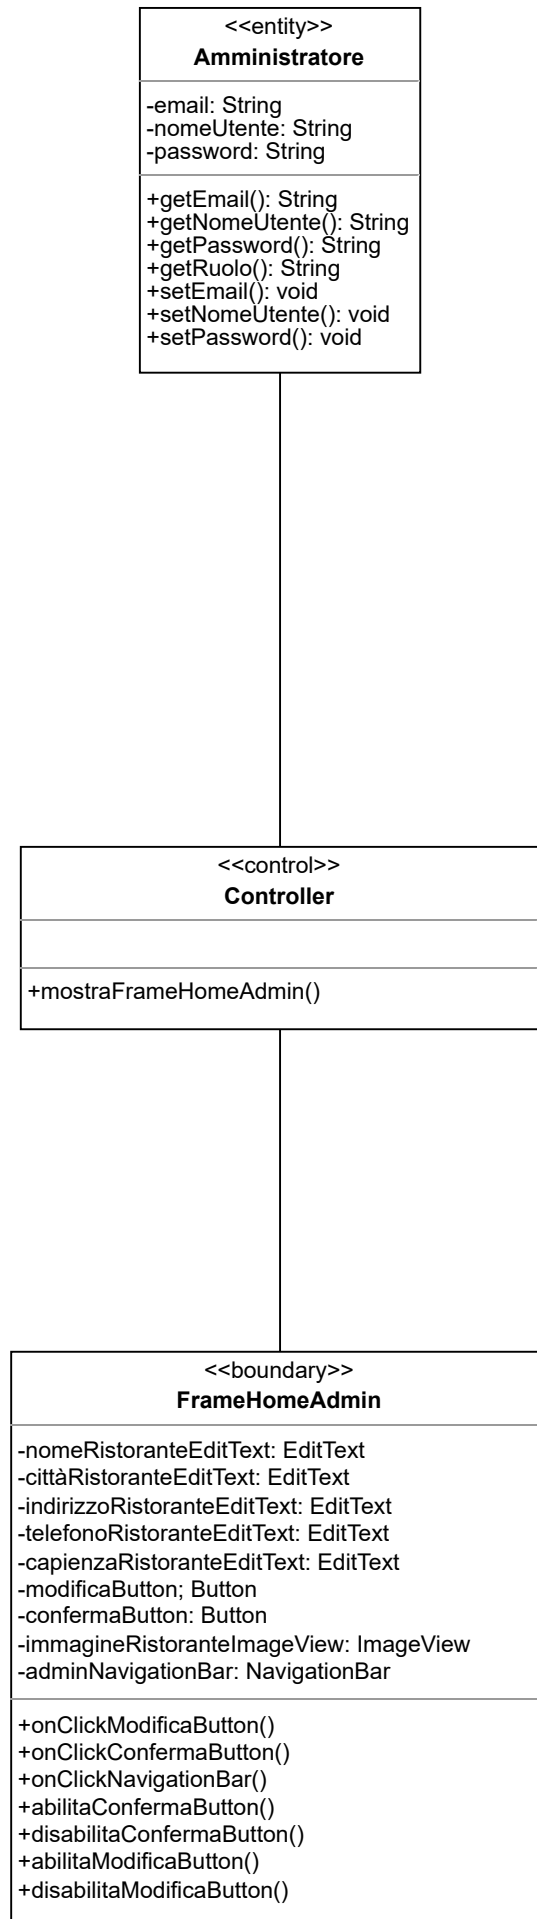 <<entity>>
Amministratore
-email: String
-nomeUtente: String
-password: String
+getEmail(): String
+getNomeUtente(): String
+getPassword(): String
+getRuolo(): String
+setEmail(): void
+setNomeUtente(): void
+setPassword(): void
<<control>>
Controller
+mostraFrameHomeAdmin()
<<boundary>>
FrameHomeAdmin
-nomeRistoranteEditText: EditText
-cittàRistoranteEditText: EditText
-indirizzoRistoranteEditText: EditText
-telefonoRistoranteEditText: EditText
-capienzaRistoranteEditText: EditText
-modificaButton; Button
-confermaButton: Button
-immagineRistoranteImageView: ImageView
-adminNavigationBar: NavigationBar
+onClickModificaButton()
+onClickConfermaButton()
+onClickNavigationBar()
+abilitaConfermaButton()
+disabilitaConfermaButton()
+abilitaModificaButton()
+disabilitaModificaButton()